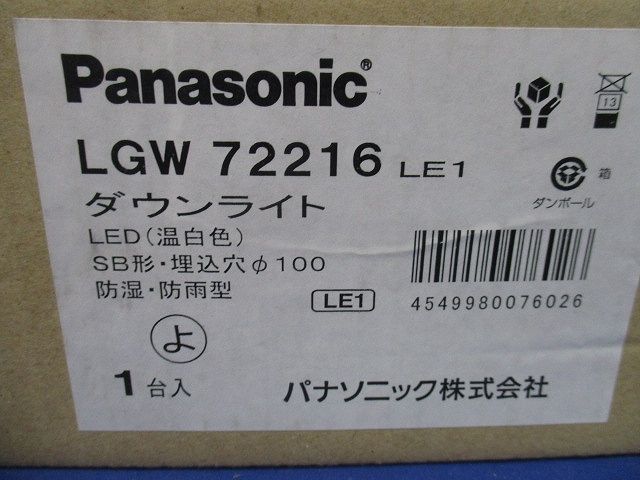 Panasonic®
LGW 72216 LE1
ダウンライト
LED(温白色)
SB形・埋込穴φ100
防湿・防雨型
LE1
よ
1台入
13
箱
ダンボール
4549980076026
パナソニック株式会社